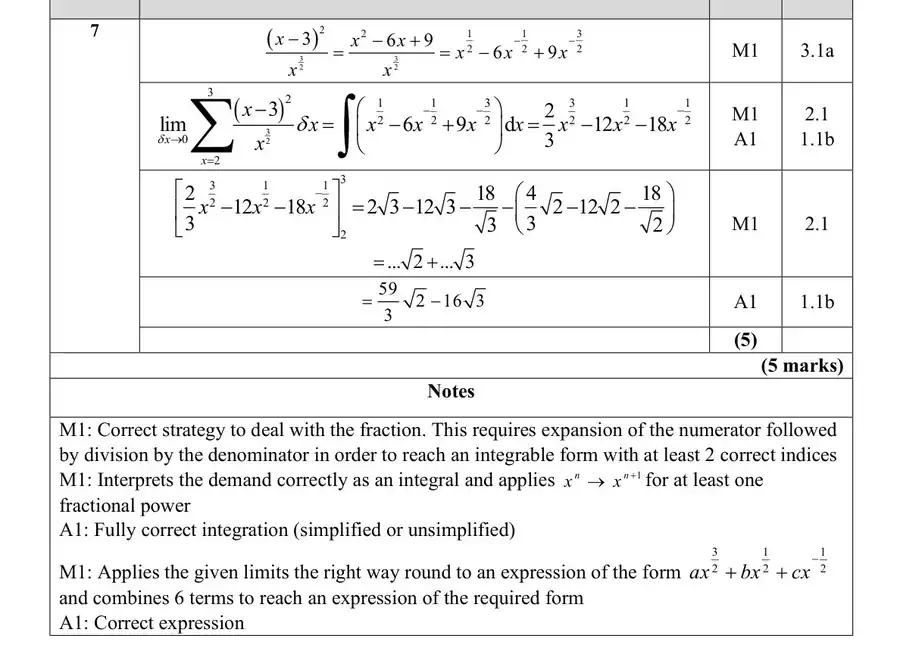 7
(x − 3)²/x^(3/2) = (x² − 6x + 9)/x^(3/2) = x^(1/2) − 6x^(−1/2) + 9x^(−3/2)
M1
3.1a
lim_(δx→0) ∑_(x=2)^3 (x − 3)²/x^(3/2) δx = ∫(x^(1/2) − 6x^(−1/2) + 9x^(−3/2))dx = 2/3 x^(3/2) − 12x^(1/2) − 18x^(−1/2)
M1
A1
2.1
1.1b
[2/3 x^(3/2) − 12x^(1/2) − 18x^(−1/2)]_2^3 = 2√3 − 12√3 − 18/√3 − (4/3 √2 − 12√2 − 18/√2)
= ...√2 + ...√3
M1
2.1
= 59/3 √2 − 16√3
A1
1.1b
(5)
(5 marks)
Notes
M1: Correct strategy to deal with the fraction. This requires expansion of the numerator followed
by division by the denominator in order to reach an integrable form with at least 2 correct indices
M1: Interprets the demand correctly as an integral and applies xⁿ → xⁿ⁺¹ for at least one
fractional power
A1: Fully correct integration (simplified or unsimplified)
M1: Applies the given limits the right way round to an expression of the form ax^(3/2) + bx^(1/2) + cx^(−1/2)
and combines 6 terms to reach an expression of the required form
A1: Correct expression